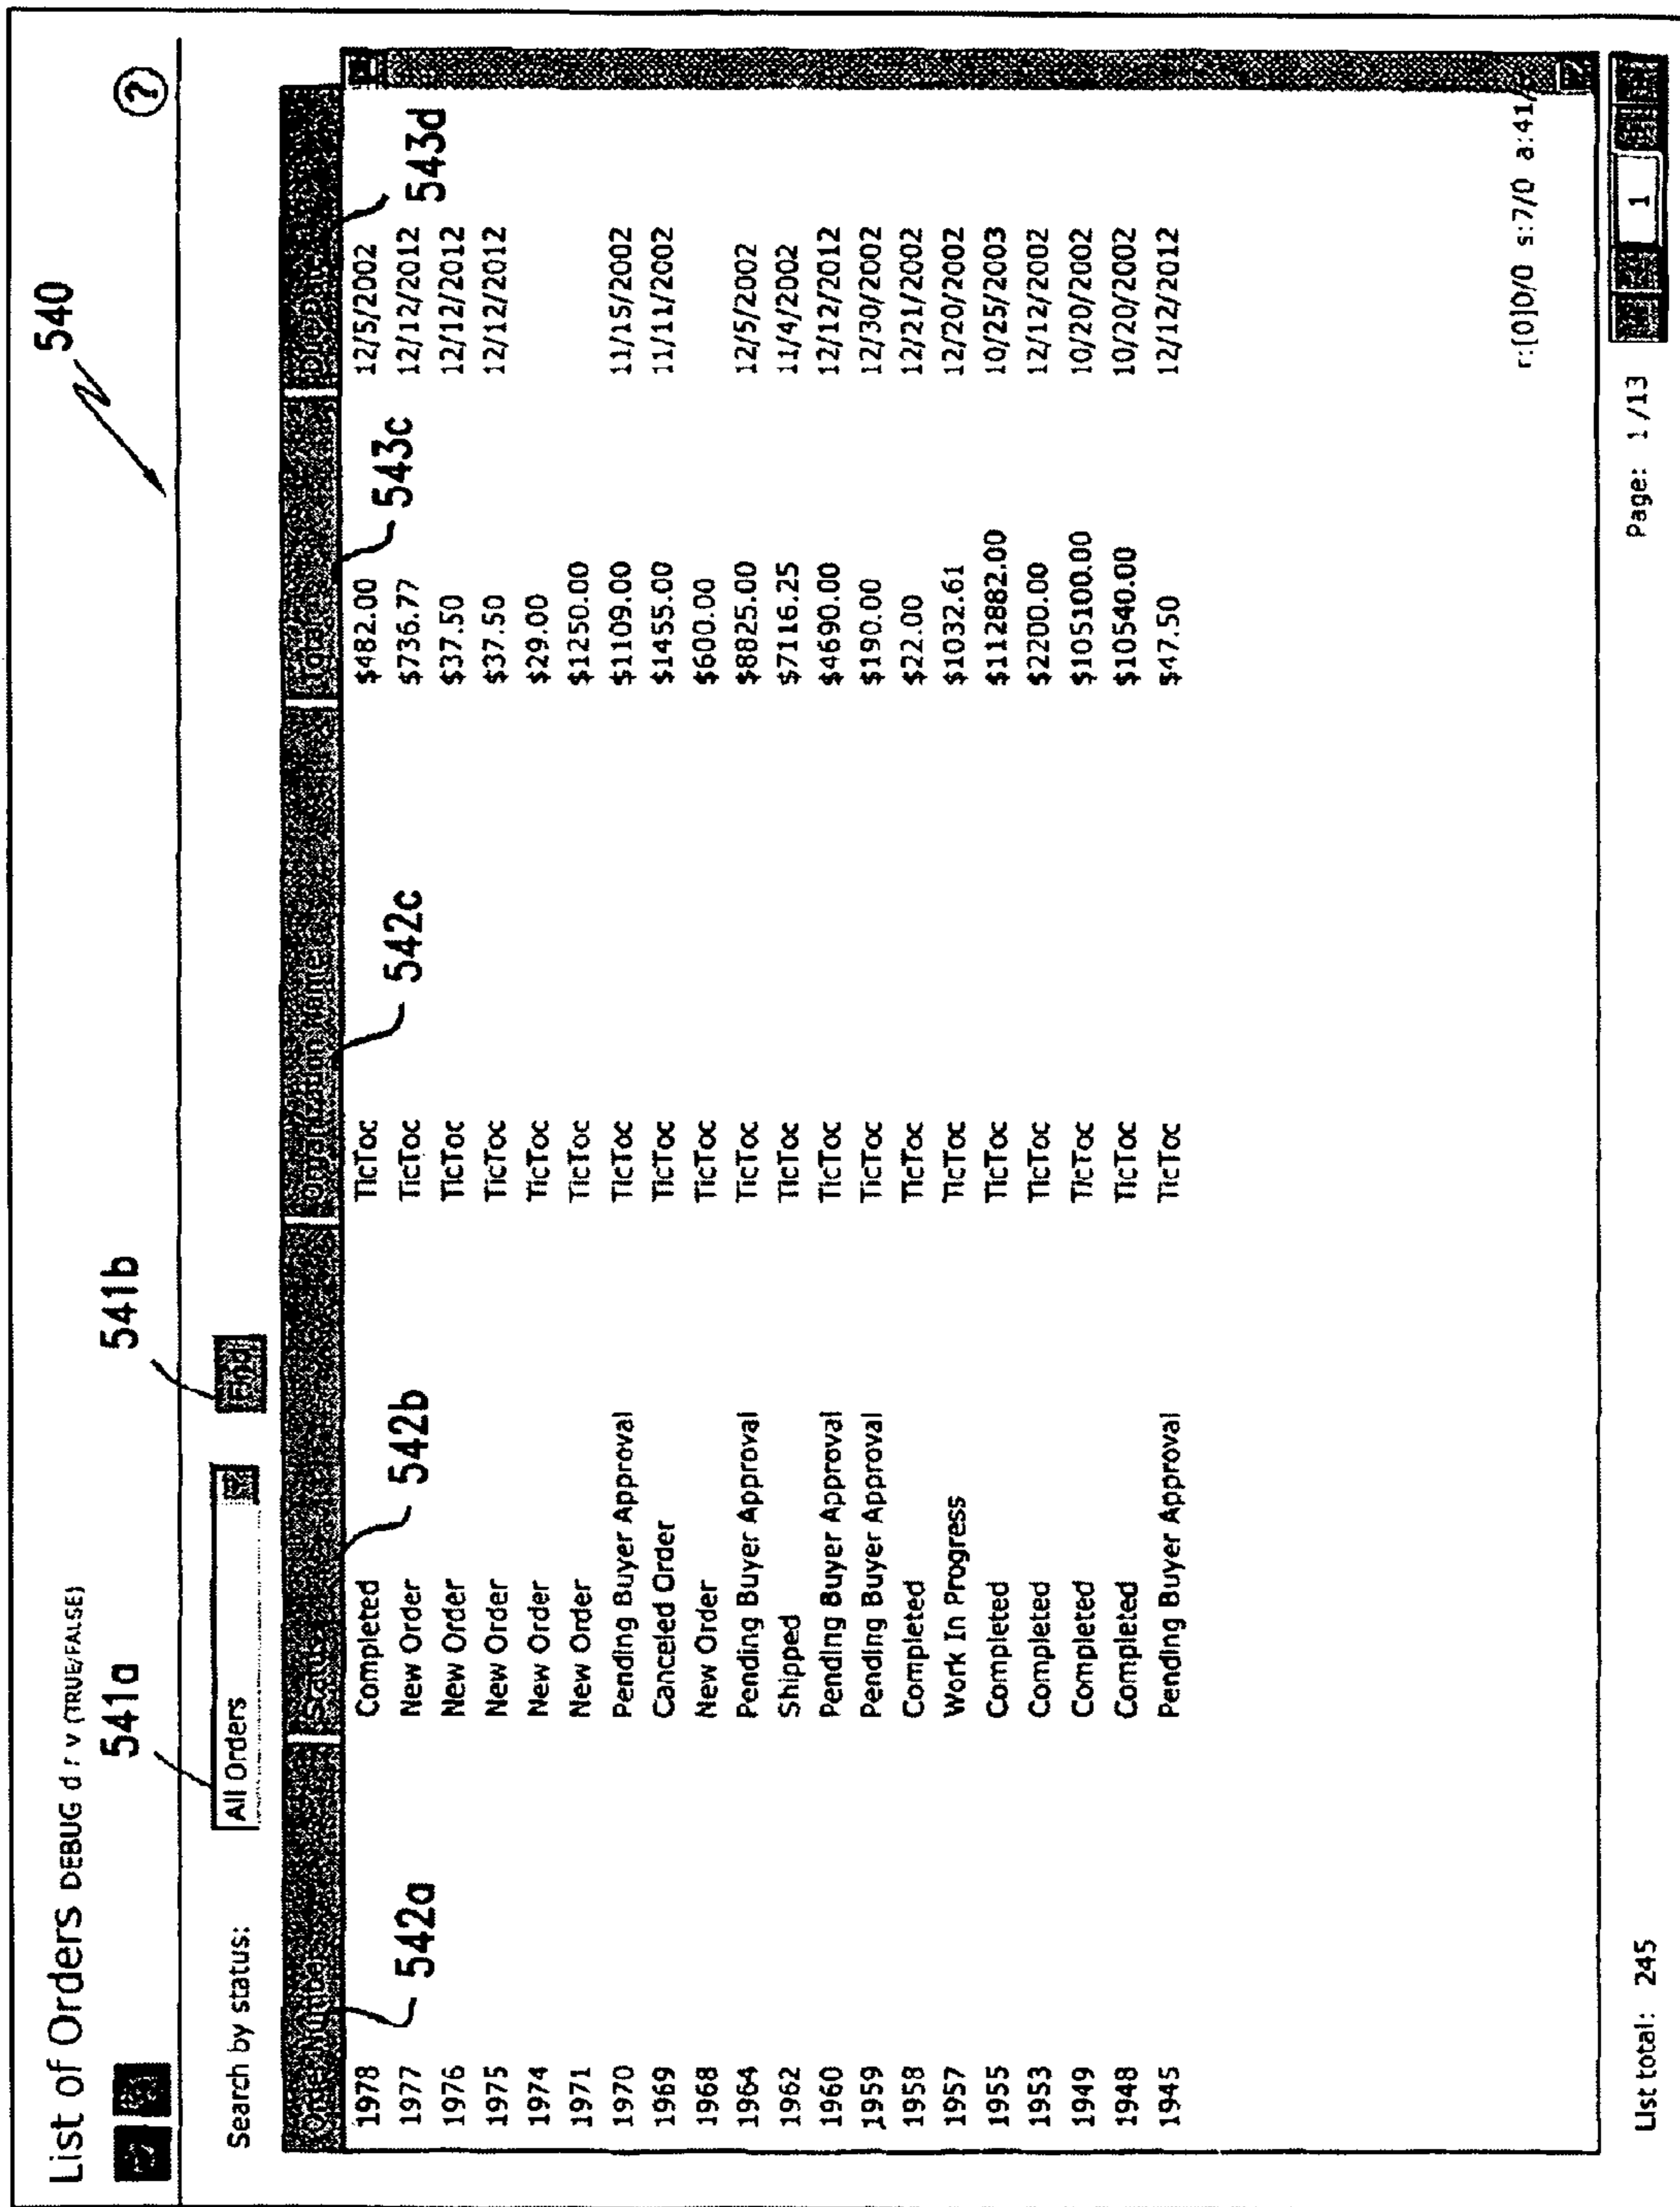 540
List of Orders DEBUG d r v (TRUE/FALSE)
?
541a
541b
Search by status:
All Orders
Find
Order Number Status Organization Name Total Due Date
542a 542b 542c 543c 543d
1978 Completed TicToc $482.00 12/5/2002
1977 New Order TicToc $736.77 12/12/2012
1976 New Order TicToc $37.50 12/12/2012
1975 New Order TicToc $37.50 12/12/2012
1974 New Order TicToc $29.00
1971 New Order TicToc $1250.00
1970 Pending Buyer Approval TicToc $1109.00 11/15/2002
1969 Canceled Order TicToc $1455.00 11/11/2002
1968 New Order TicToc $600.00
1964 Pending Buyer Approval TicToc $8825.00 12/5/2002
1962 Shipped TicToc $7116.25 11/4/2002
1960 Pending Buyer Approval TicToc $4690.00 12/12/2012
1959 Pending Buyer Approval TicToc $190.00 12/30/2002
1958 Completed TicToc $22.00 12/21/2002
1957 Work In Progress TicToc $1032.61 12/20/2002
1955 Completed TicToc $112882.00 10/25/2003
1953 Completed TicToc $2200.00 12/12/2002
1949 Completed TicToc $105100.00 10/20/2002
1948 Completed TicToc $10540.00 10/20/2002
1945 Pending Buyer Approval TicToc $47.50 12/12/2012
r:[0]0/0 s:7/0 a:41/
List total: 245
Page: 1/13
1